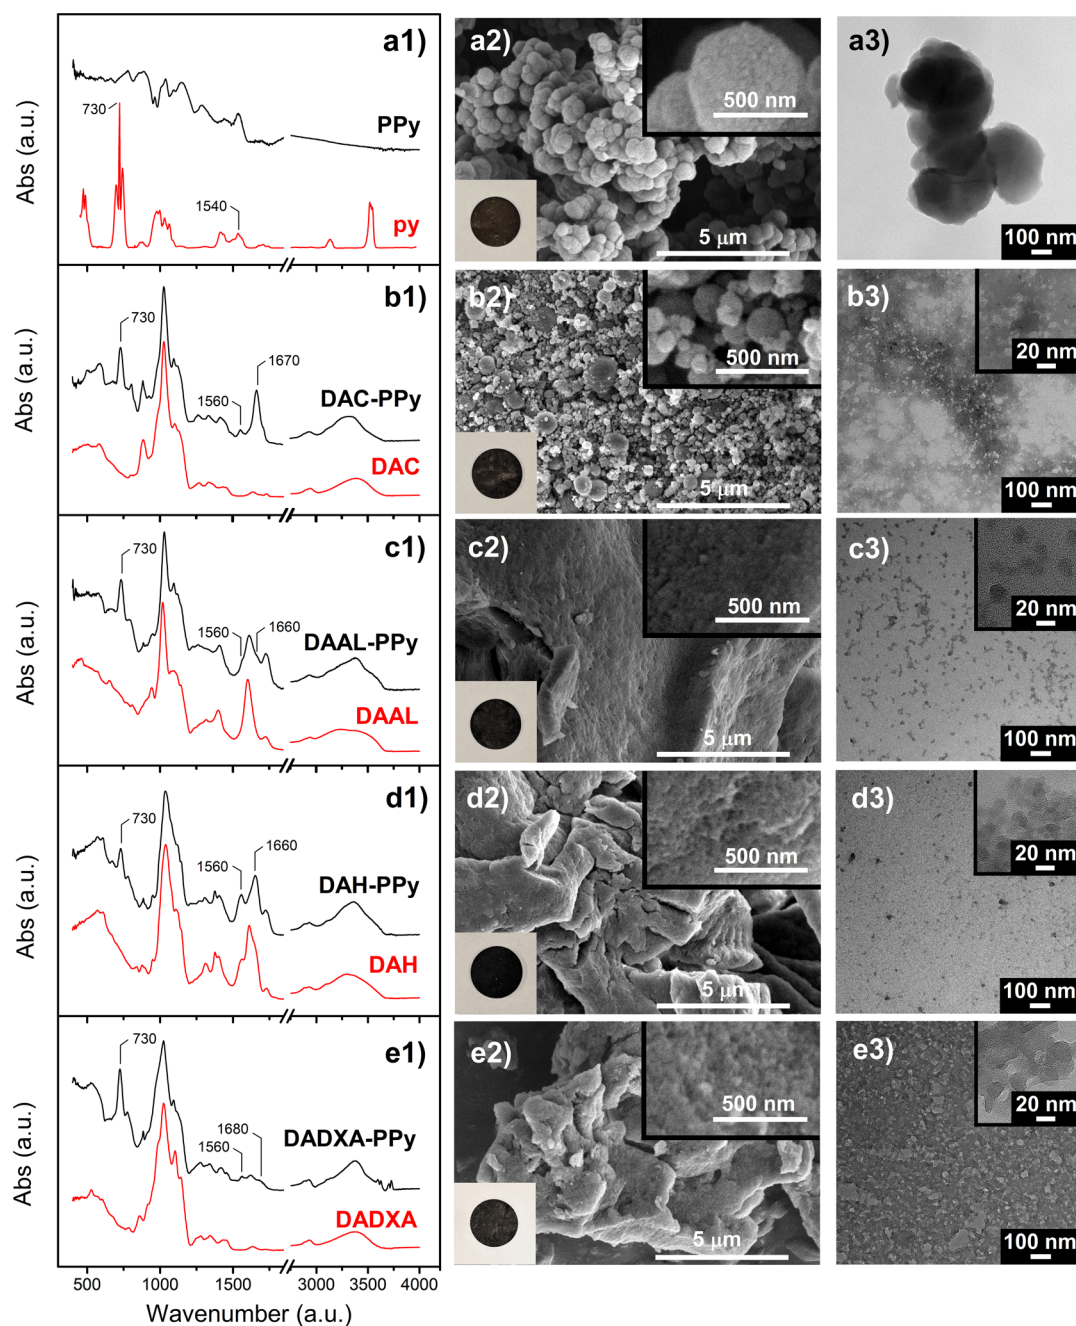 a1)
730
PPy
1540
py
Abs (a.u.)
a2)
500 nm
5 μm
a3)
100 nm
b1)
730
1670
1560
DAC-PPy
DAC
Abs (a.u.)
b2)
500 nm
5 μm
b3)
20 nm
100 nm
c1)
730
1560
1660
DAAL-PPy
DAAL
Abs (a.u.)
c2)
500 nm
5 μm
c3)
20 nm
100 nm
d1)
730
1560
1660
DAH-PPy
DAH
Abs (a.u.)
d2)
500 nm
5 μm
d3)
20 nm
100 nm
e1)
730
1680
1560
DADXA-PPy
DADXA
Abs (a.u.)
500 1000 1500 3000 3500 4000
Wavenumber (a.u.)
e2)
500 nm
5 μm
e3)
20 nm
100 nm